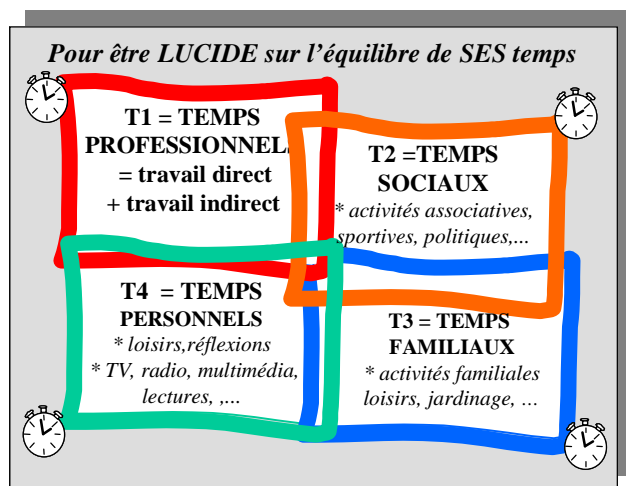 Pour être LUCIDE sur l’équilibre de SES temps
T1 = TEMPS
PROFESSIONNELS
= travail direct
+ travail indirect
T2 =TEMPS
SOCIAUX
* activités associatives,
sportives, politiques,...
T4 = TEMPS
PERSONNELS
* loisirs,réflexions
* TV, radio, multimédia,
lectures, ,...
T3 = TEMPS
FAMILIAUX
* activités familiales
loisirs, jardinage, …